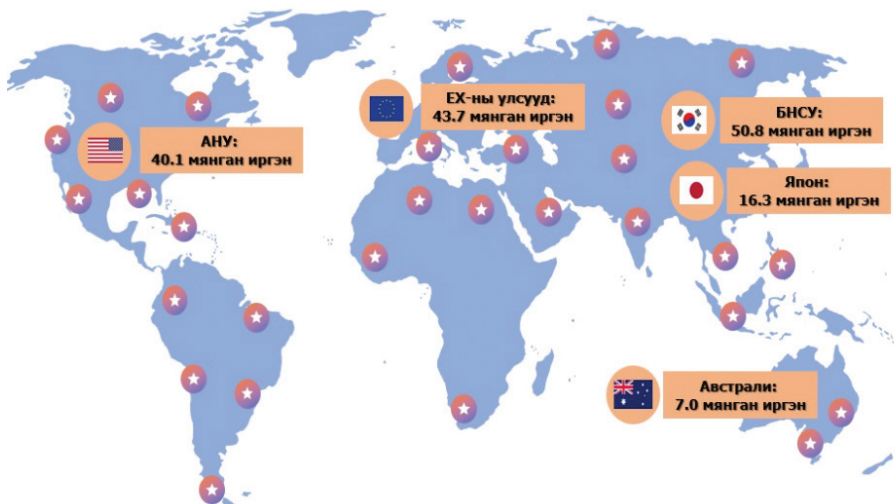 ЕХ-ны улсууд:
43.7 мянган иргэн
БНСУ:
50.8 мянган иргэн
АНУ:
40.1 мянган иргэн
Япон:
16.3 мянган иргэн
Австрали:
7.0 мянган иргэн